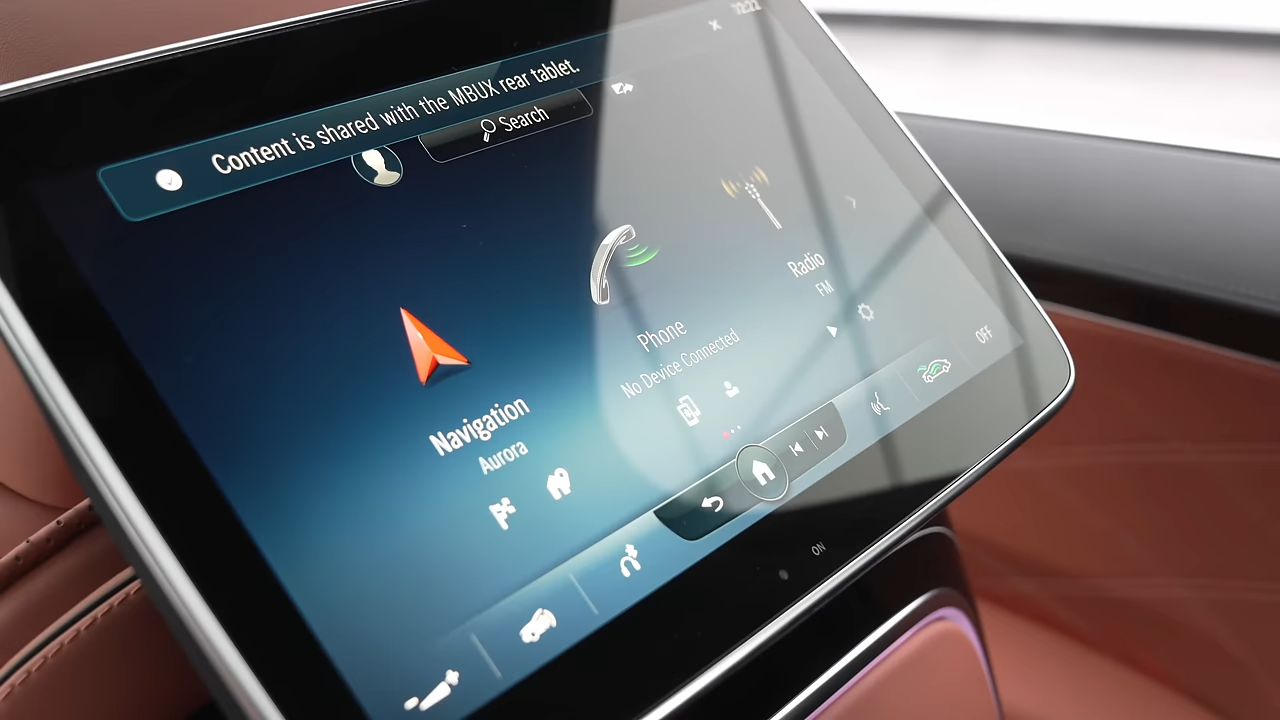 Content is shared with the MBUX rear tablet.
Search
Navigation
Aurora
Phone
No Device Connected
Radio
FM
OFF
ON